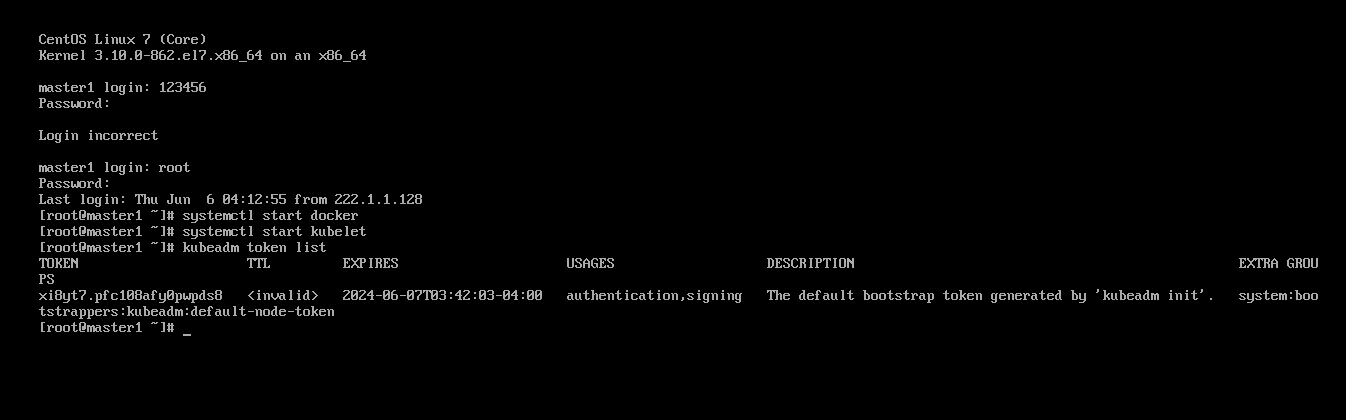 CentOS Linux 7 (Core)
Kernel 3.10.0-862.el7.x86_64 on an x86_64
master1 login: 123456
Password:
Login incorrect
master1 login: root
Password:
Last login: Thu Jun  6 04:12:55 from 222.1.1.128
[root@master1 ~]# systemctl start docker
[root@master1 ~]# systemctl start kubelet
[root@master1 ~]# kubeadm token list
TOKEN                     TTL         EXPIRES                     USAGES                   DESCRIPTION                                                EXTRA GROU
PS
xi8yt7.pfc108afy0pwpds8   <invalid>   2024-06-07T03:42:03-04:00   authentication,signing   The default bootstrap token generated by 'kubeadm init'.   system:boo
tstrappers:kubeadm:default-node-token
[root@master1 ~]# _